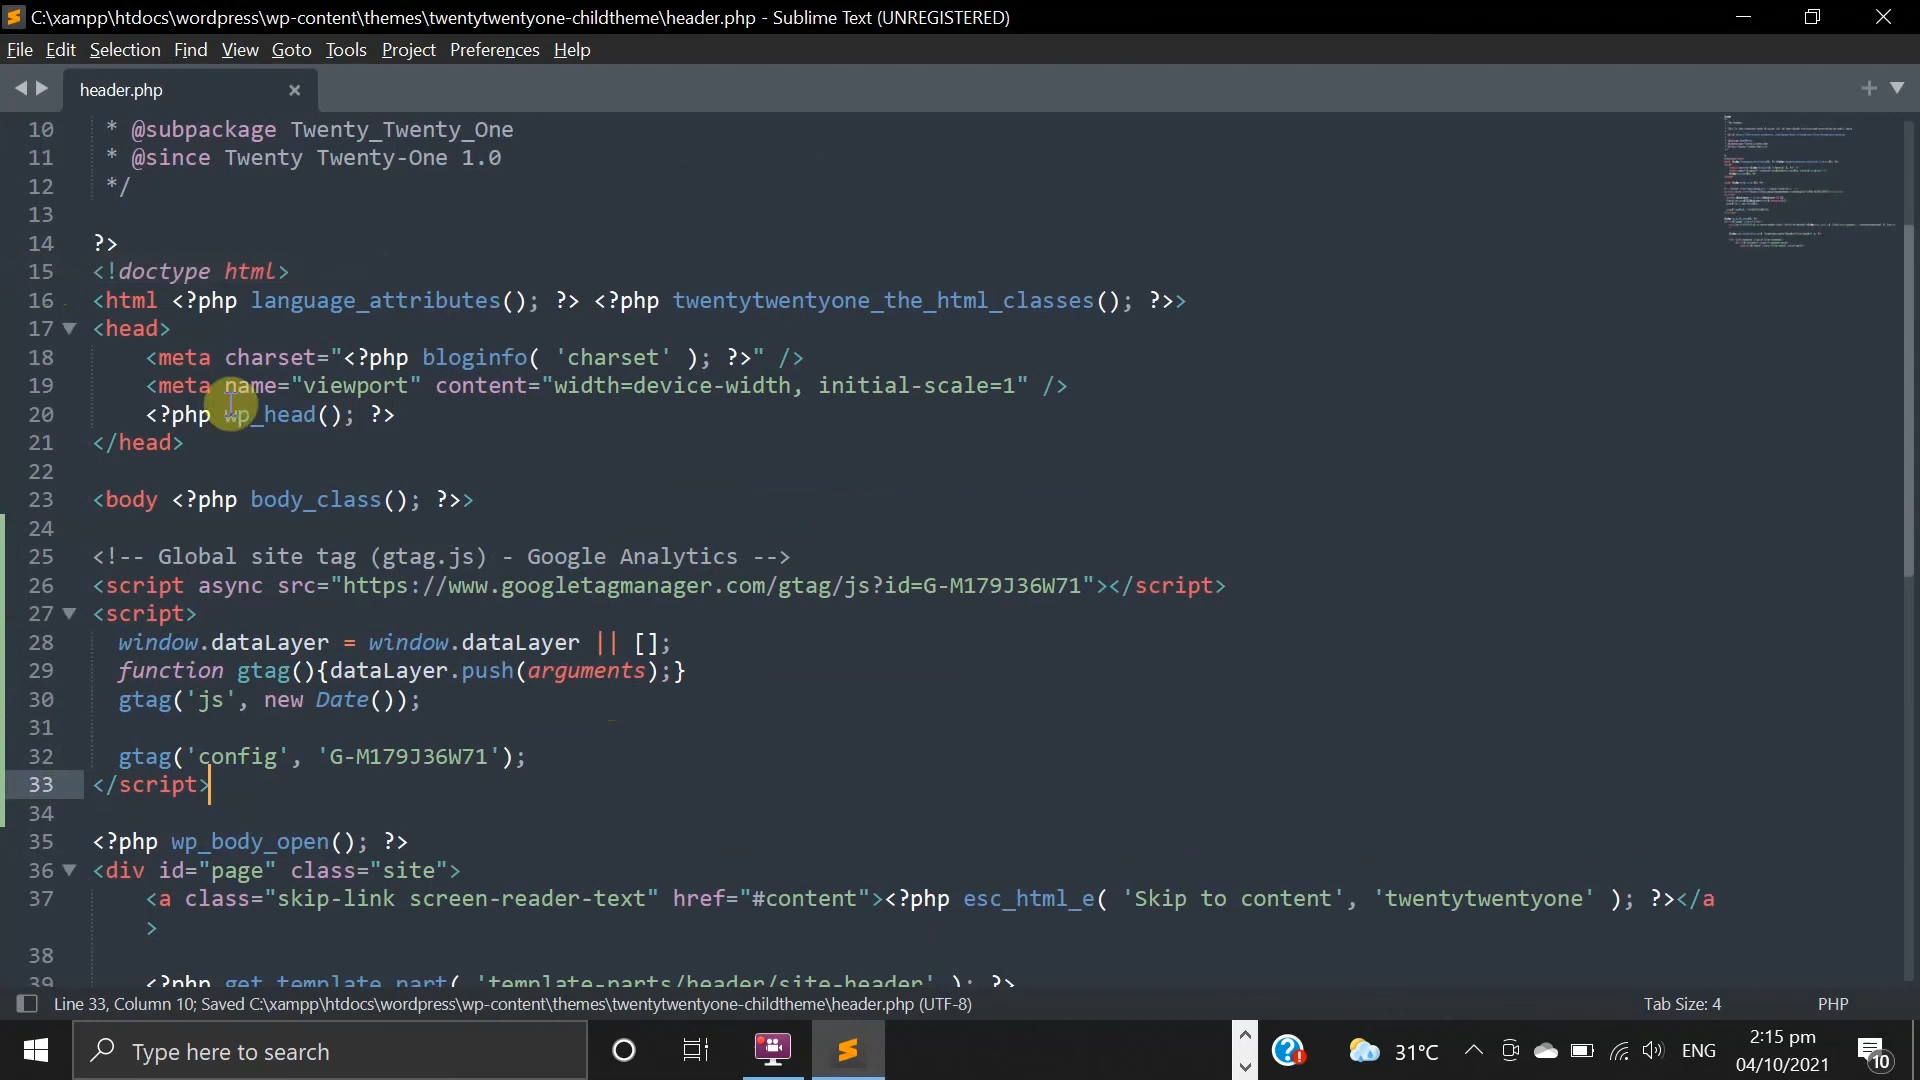 C:\xampp\htdocs\wordpress\wp-content\themes\twentytwentyone-childtheme\header.php - Sublime Text (UNREGISTERED)
File Edit Selection Find View Goto Tools Project Preferences Help
header.php
10 * @subpackage Twenty_Twenty_One
11 * @since Twenty Twenty-One 1.0
12 */
13
14 ?>
15 <!doctype html>
16 <html <?php language_attributes(); ?> <?php twentytwentyone_the_html_classes(); ?>>
17 <head>
18 <meta charset="<?php bloginfo( 'charset' ); ?>" />
19 <meta name="viewport" content="width=device-width, initial-scale=1" />
20 <?php wp_head(); ?>
21 </head>
22
23 <body <?php body_class(); ?>>
24
25 <!-- Global site tag (gtag.js) - Google Analytics -->
26 <script async src="https://www.googletagmanager.com/gtag/js?id=G-M179J36W71"></script>
27 <script>
28 window.dataLayer = window.dataLayer || [];
29 function gtag(){dataLayer.push(arguments);}
30 gtag('js', new Date());
31
32 gtag('config', 'G-M179J36W71');
33 </script>
34
35 <?php wp_body_open(); ?>
36 <div id="page" class="site">
37 <a class="skip-link screen-reader-text" href="#content"><?php esc_html_e( 'Skip to content', 'twentytwentyone' ); ?></a
>
38
39 <?php get_template_part( 'template-parts/header/site-header' ); ?>
Line 33, Column 10; Saved C:\xampp\htdocs\wordpress\wp-content\themes\twentytwentyone-childtheme\header.php (UTF-8) Tab Size: 4 PHP
Type here to search
31°C
ENG
2:15 pm
04/10/2021
10